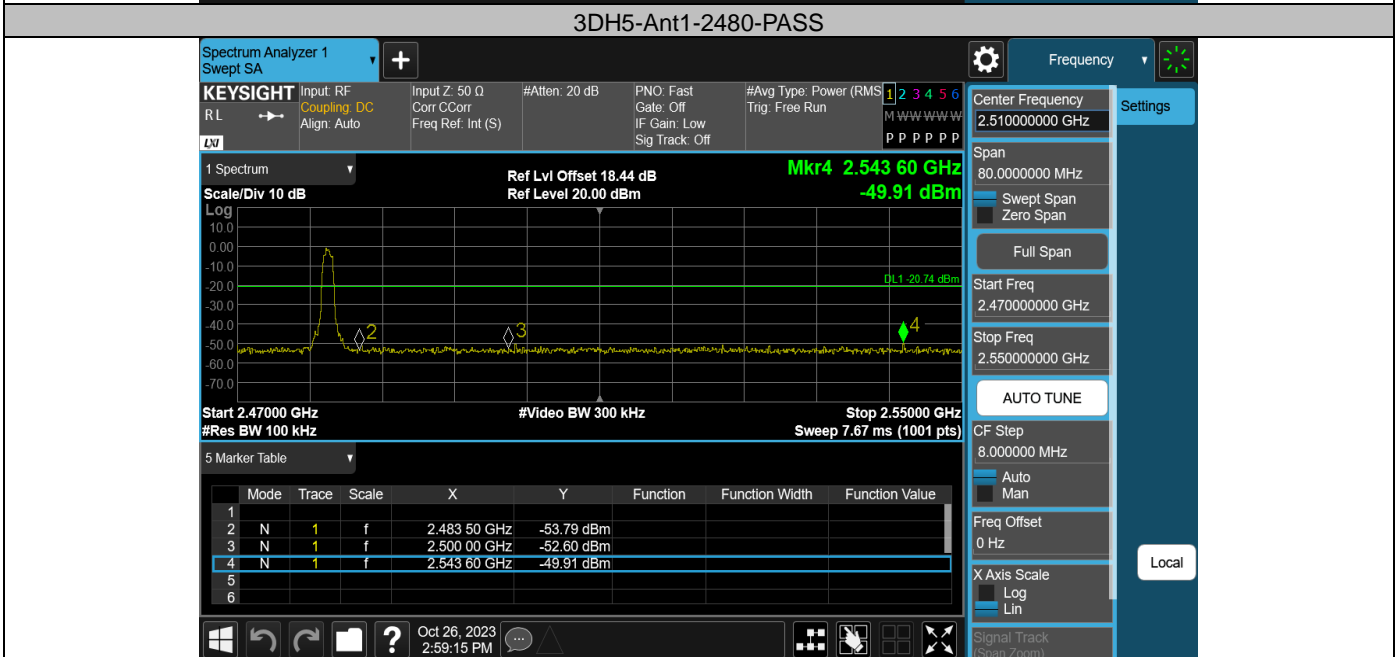 3DH5-Ant1-2480-PASS
Spectrum Analyzer 1
Swept SA
+
Frequency
KEYSIGHT
RL
LXI
Input: RF
Coupling: DC
Align: Auto
Input Z: 50 Ω
Corr CCorr
Freq Ref: Int (S)
#Atten: 20 dB
PNO: Fast
Gate: Off
IF Gain: Low
Sig Track: Off
#Avg Type: Power (RMS
Trig: Free Run
1 2 3 4 5 6
M W W W W W
P P P P P P
1 Spectrum
Scale/Div 10 dB
Ref Lvl Offset 18.44 dB
Ref Level 20.00 dBm
Mkr4 2.543 60 GHz
-49.91 dBm
Log
10.0
0.00
-10.0
-20.0
-30.0
-40.0
-50.0
-60.0
-70.0
DL1 -20.74 dBm
2
3
4
Start 2.47000 GHz
#Res BW 100 kHz
#Video BW 300 kHz
Stop 2.55000 GHz
Sweep 7.67 ms (1001 pts)
5 Marker Table
Mode Trace Scale X Y Function Function Width Function Value
1
2 N 1 f 2.483 50 GHz -53.79 dBm
3 N 1 f 2.500 00 GHz -52.60 dBm
4 N 1 f 2.543 60 GHz -49.91 dBm
5
6
?
Oct 26, 2023
2:59:15 PM
Center Frequency
2.510000000 GHz
Span
80.0000000 MHz
Swept Span
Zero Span
Full Span
Start Freq
2.470000000 GHz
Stop Freq
2.550000000 GHz
AUTO TUNE
CF Step
8.000000 MHz
Auto
Man
Freq Offset
0 Hz
X Axis Scale
Log
Lin
Signal Track
(Span Zoom)
Settings
Local